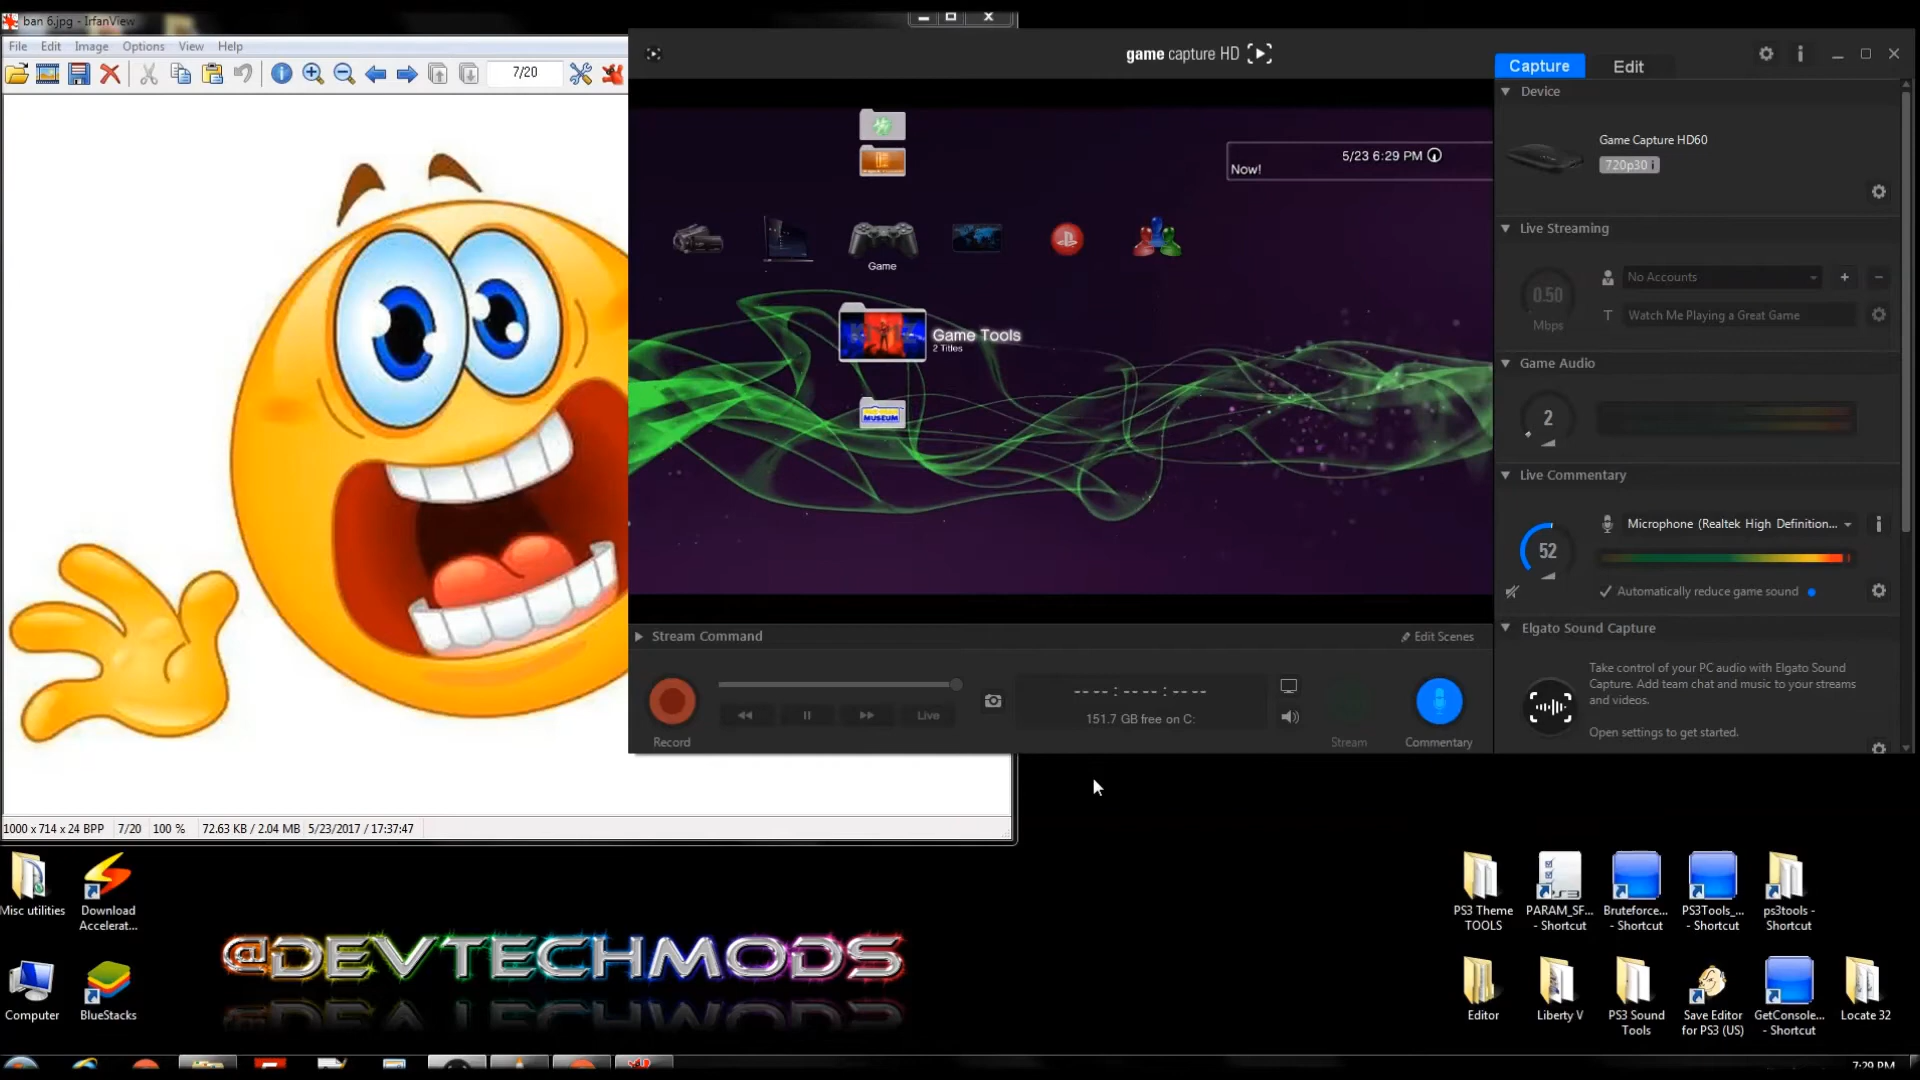 ban 6.jpg - IrfanView
File Edit Image Options View Help
7/20
1000 x 714 x 24 BPP 7/20 100 % 72.63 KB / 2.04 MB 5/23/2017 / 17:37:47
game capture HD
Capture Edit
5/23 6:29 PM
Now!
Game
Game Tools
2 Titles
MUSEUM
Stream Command
Edit Scenes
Live
-- -- : -- -- : -- --
151.7 GB free on C:
Record
Stream
Commentary
Device
Game Capture HD60
720p30 i
Live Streaming
0.50
Mbps
No Accounts
T Watch Me Playing a Great Game
Game Audio
2
Live Commentary
Microphone (Realtek High Definition...
52
Automatically reduce game sound
Elgato Sound Capture
Take control of your PC audio with Elgato Sound
Capture. Add team chat and music to your streams
and videos.
Open settings to get started.
Misc utilities
Download
Accelerat...
Computer
BlueStacks
@DEVTECHMODS
PS3 Theme
TOOLS
PARAM_SF...
- Shortcut
Bruteforce...
- Shortcut
PS3Tools_...
- Shortcut
ps3tools -
Shortcut
Editor
Liberty V
PS3 Sound
Tools
Save Editor
for PS3 (US)
GetConsole...
- Shortcut
Locate 32
7:29 PM